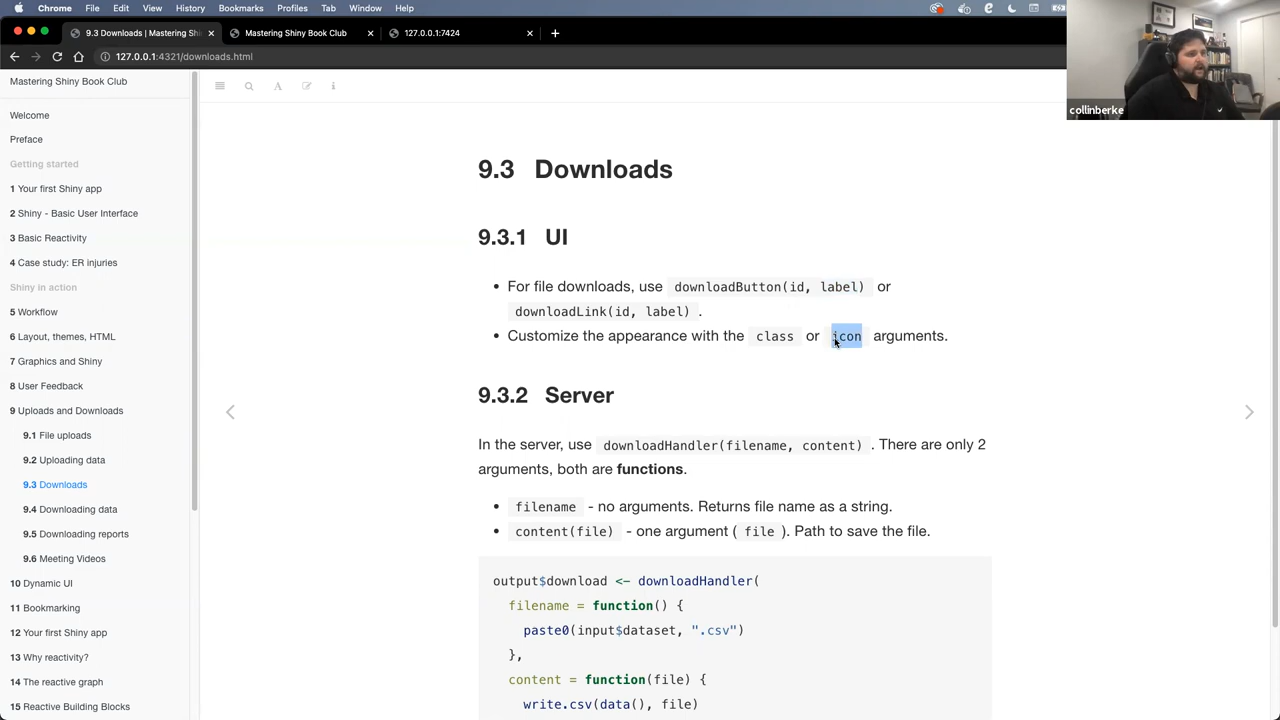 Chrome File Edit View History Bookmarks Profiles Tab Window Help
9.3 Downloads | Mastering Shi
Mastering Shiny Book Club
127.0.0.1:7424
127.0.0.1:4321/downloads.html
collinberke
Mastering Shiny Book Club
Welcome
Preface
Getting started
1 Your first Shiny app
2 Shiny - Basic User Interface
3 Basic Reactivity
4 Case study: ER injuries
Shiny in action
5 Workflow
6 Layout, themes, HTML
7 Graphics and Shiny
8 User Feedback
9 Uploads and Downloads
9.1 File uploads
9.2 Uploading data
9.3 Downloads
9.4 Downloading data
9.5 Downloading reports
9.6 Meeting Videos
10 Dynamic UI
11 Bookmarking
12 Your first Shiny app
13 Why reactivity?
14 The reactive graph
15 Reactive Building Blocks
9.3 Downloads
9.3.1 UI
• For file downloads, use downloadButton(id, label) or
downloadLink(id, label) .
• Customize the appearance with the class or icon arguments.
9.3.2 Server
In the server, use downloadHandler(filename, content) . There are only 2
arguments, both are functions.
• filename - no arguments. Returns file name as a string.
• content(file) - one argument ( file ). Path to save the file.
output$download <- downloadHandler(
filename = function() {
paste0(input$dataset, ".csv")
},
content = function(file) {
write.csv(data(), file)